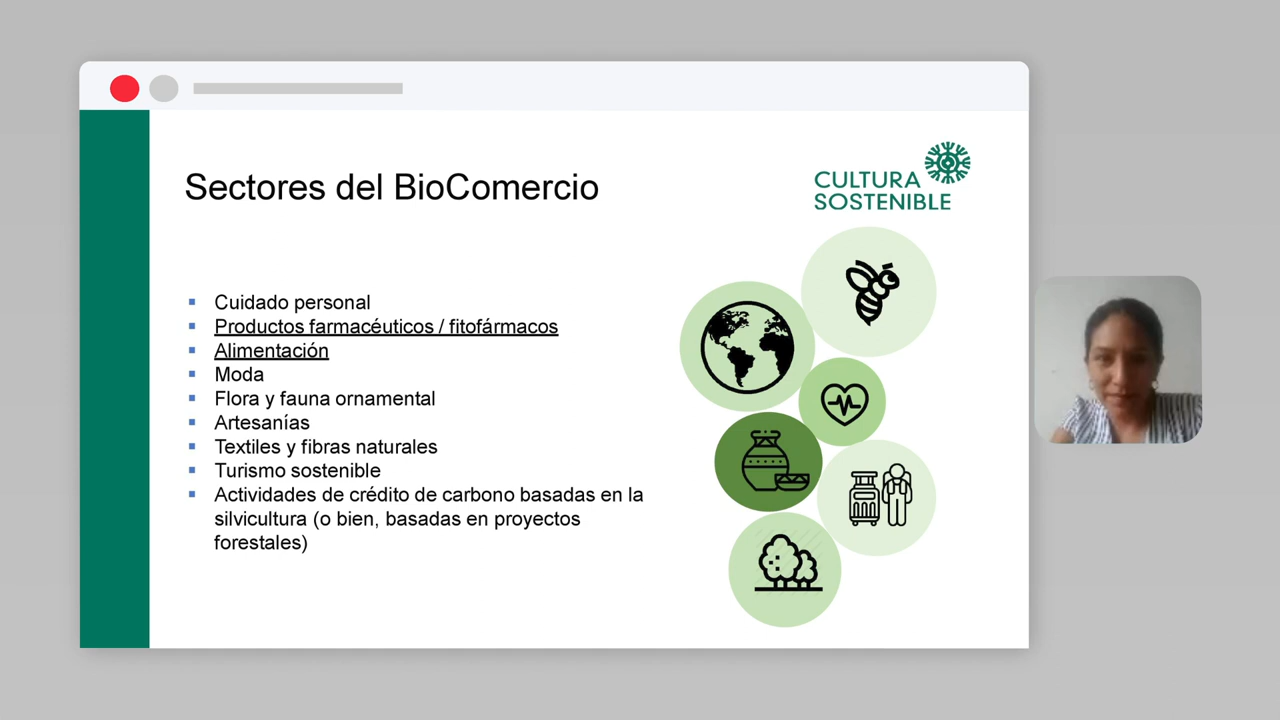 Sectores del BioComercio
CULTURA
SOSTENIBLE
Cuidado personal
Productos farmacéuticos / fitofármacos
Alimentación
Moda
Flora y fauna ornamental
Artesanías
Textiles y fibras naturales
Turismo sostenible
Actividades de crédito de carbono basadas en la
silvicultura (o bien, basadas en proyectos
forestales)